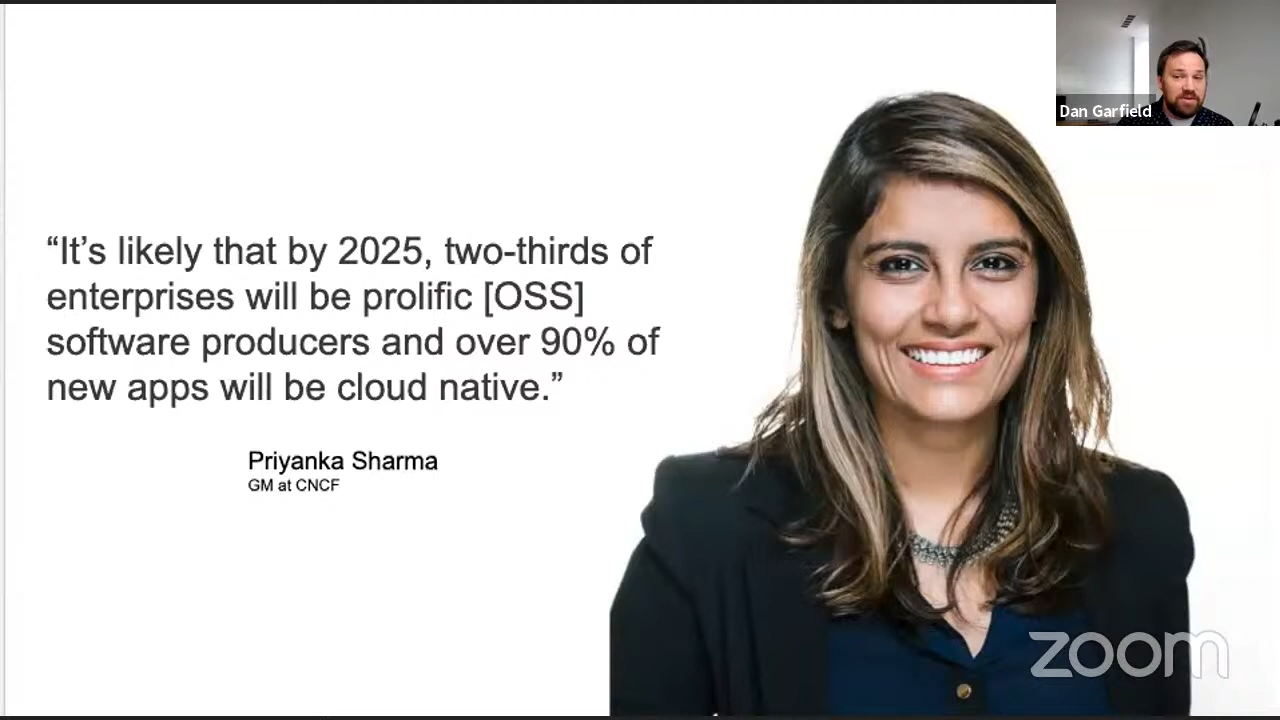 Dan Garfield
“It’s likely that by 2025, two-thirds of
enterprises will be prolific [OSS]
software producers and over 90% of
new apps will be cloud native.”
Priyanka Sharma
GM at CNCF
zoom